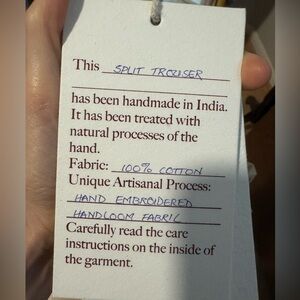 This SPLIT TROUSER
has been handmade in India.
It has been treated with
natural processes of the
hand.
Fabric: 100% COTTON
Unique Artisanal Process:
HAND EMBROIDERED
HANDLOOM FABRIC
Carefully read the care
instructions on the inside of
the garment.